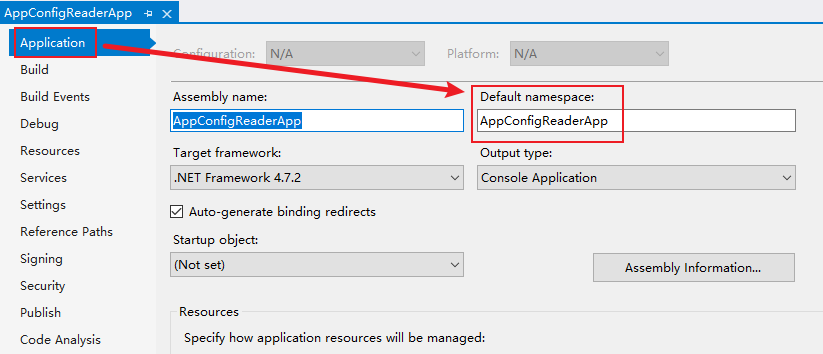 AppConfigReaderApp
Application
Build
Build Events
Debug
Resources
Services
Settings
Reference Paths
Signing
Security
Publish
Code Analysis
Configuration: N/A Platform: N/A
Assembly name: Default namespace:
AppConfigReaderApp AppConfigReaderApp
Target framework: Output type:
.NET Framework 4.7.2 Console Application
Auto-generate binding redirects
Startup object:
(Not set) Assembly Information...
Resources
Specify how application resources will be managed: